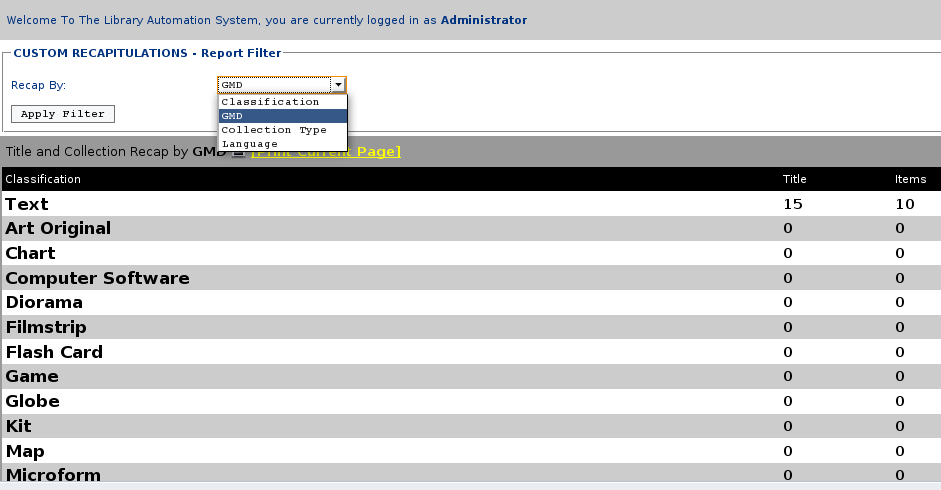 Welcome To The Library Automation System, you are currently logged in as Administrator
CUSTOM RECAPITULATIONS - Report Filter
Recap By:
GMD
Classification
GMD
Collection Type
Language
Apply Filter
Title and Collection Recap by GMD [Print Current Page]
Classification Title Items
Text 15 10
Art Original 0 0
Chart 0 0
Computer Software 0 0
Diorama 0 0
Filmstrip 0 0
Flash Card 0 0
Game 0 0
Globe 0 0
Kit 0 0
Map 0 0
Microform 0 0